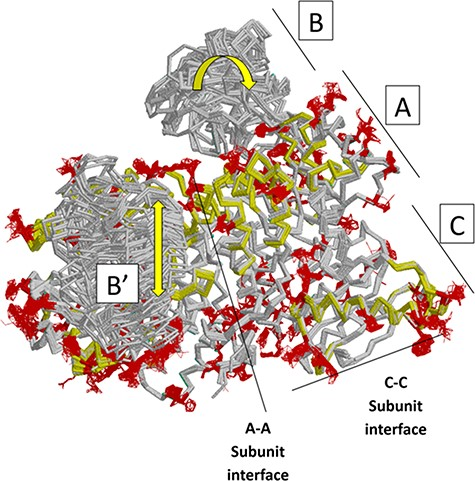 B
A
C
B’
C-C
Subunit
interface
A-A
Subunit
interface